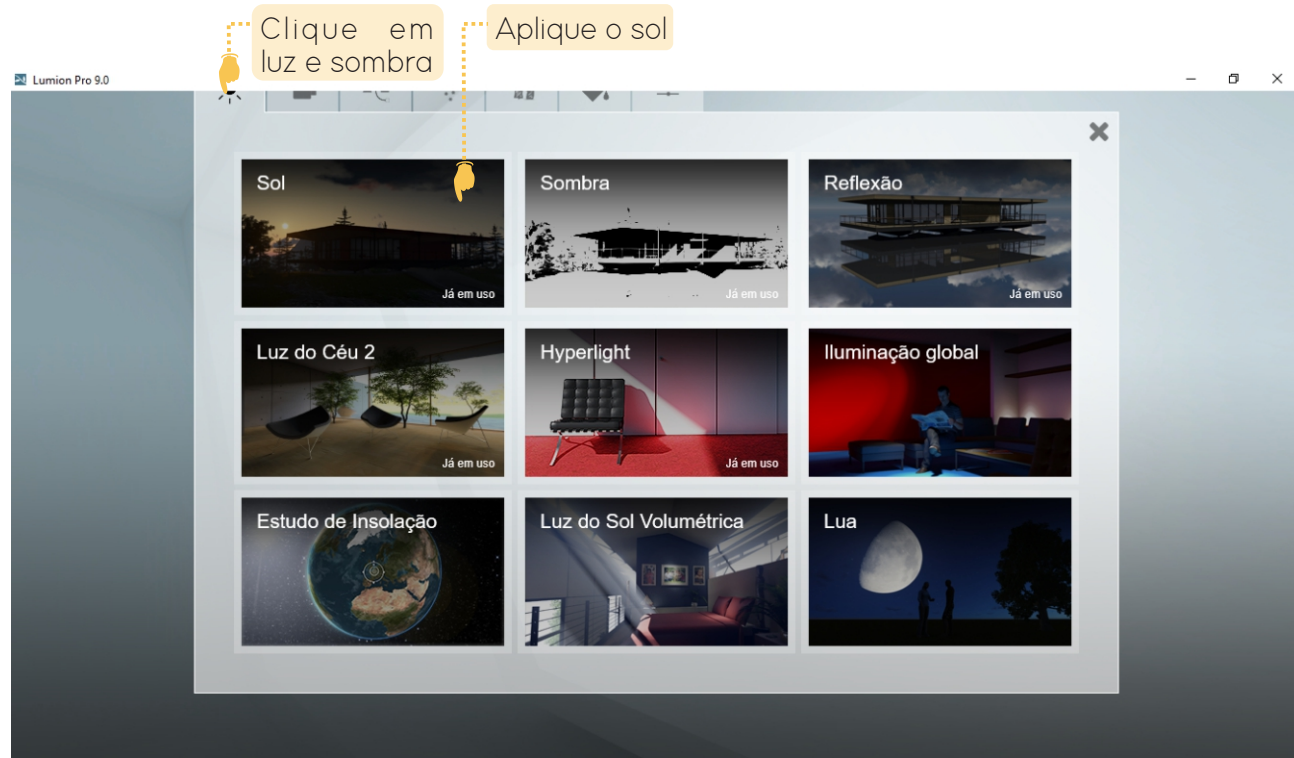 Clique em
luz e sombra
Aplique o sol
Lumion Pro 9.0
Sol
Já em uso
Sombra
Já em uso
Reflexão
Já em uso
Luz do Céu 2
Já em uso
Hyperlight
Já em uso
Iluminação global
Estudo de Insolação
Luz do Sol Volumétrica
Lua